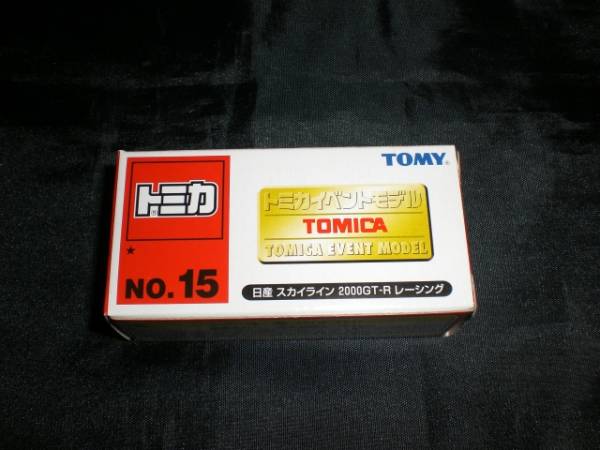 TOMY
トミカ
トミカイベントモデル
TOMICA
TOMICA EVENT MODEL
★
NO.15
日産 スカイライン 2000GT-R レーシング